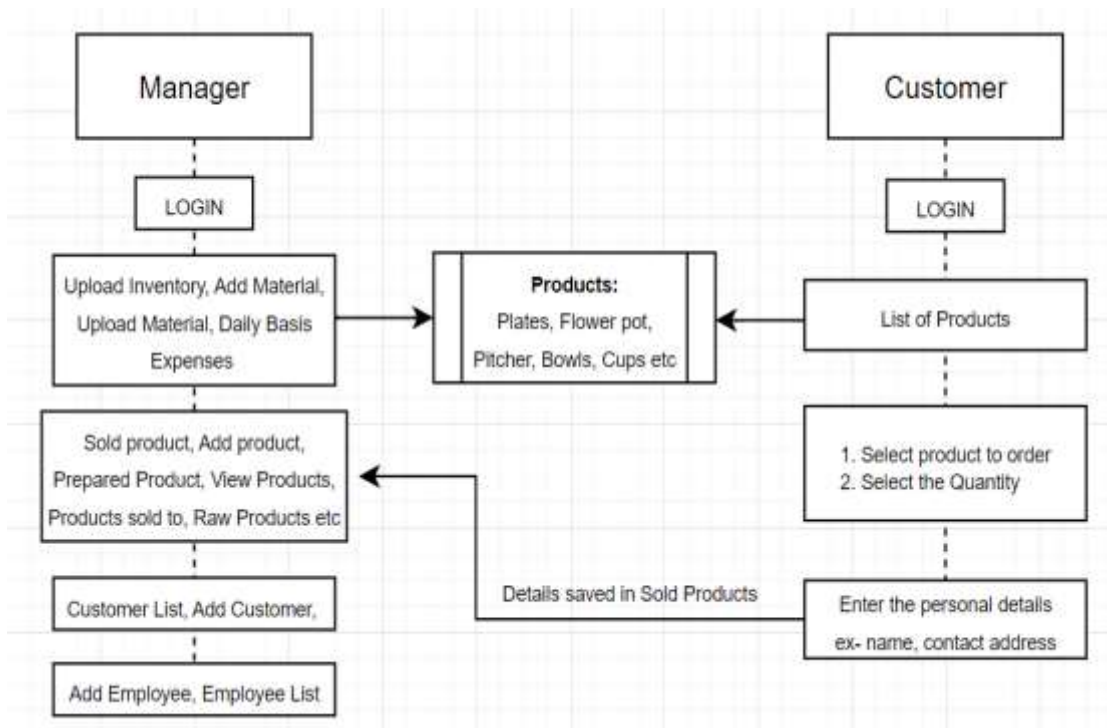 Manager
LOGIN
Upload Inventory, Add Material,
Upload Material, Daily Basis
Expenses
Sold product, Add product,
Prepared Product, View Products,
Products sold to, Raw Products etc
Customer List, Add Customer,
Add Employee, Employee List
Products:
Plates, Flower pot,
Pitcher, Bowls, Cups etc
Details saved in Sold Products
Customer
LOGIN
List of Products
1. Select product to order
2. Select the Quantity
Enter the personal details
ex- name, contact address